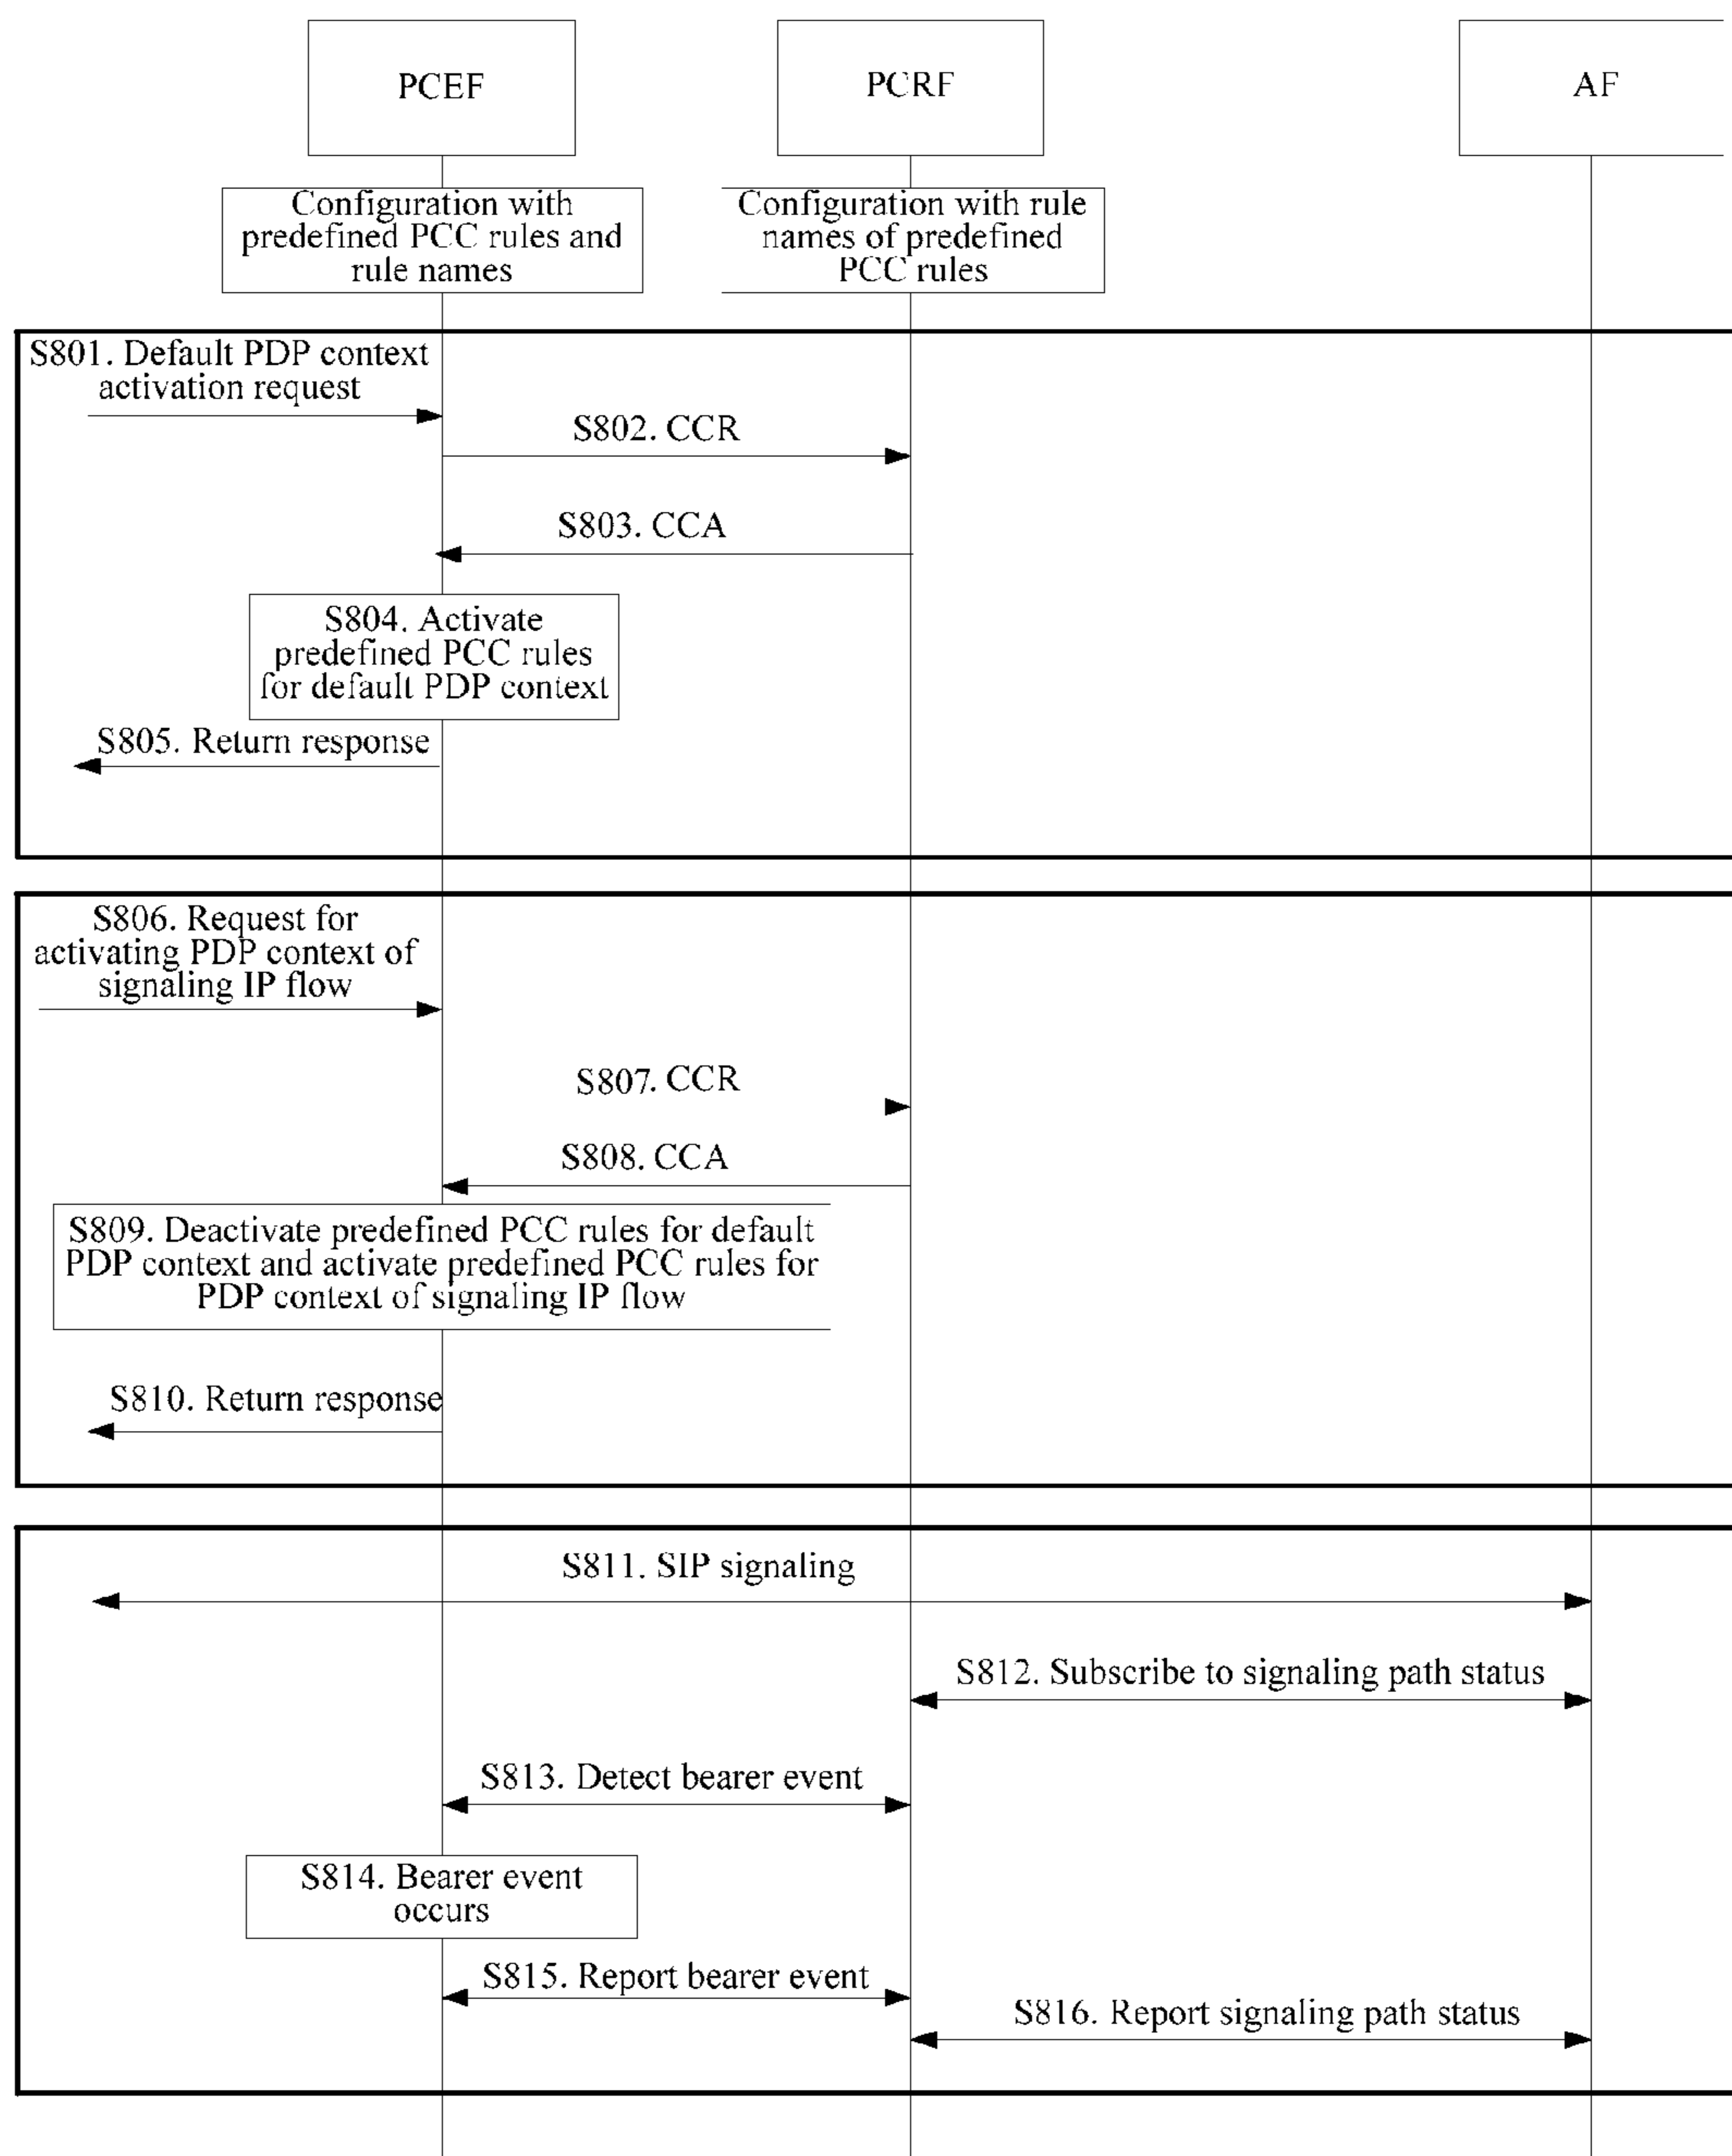 PCEF
PCRF
AF
Configuration with
predefined PCC rules and
rule names
Configuration with rule
names of predefined
PCC rules
S801. Default PDP context
activation request
S802. CCR
S803. CCA
S804. Activate
predefined PCC rules
for default PDP context
S805. Return response
S806. Request for
activating PDP context of
signaling IP flow
S807. CCR
S808. CCA
S809. Deactivate predefined PCC rules for default
PDP context and activate predefined PCC rules for
PDP context of signaling IP flow
S810. Return response
S811. SIP signaling
S812. Subscribe to signaling path status
S813. Detect bearer event
S814. Bearer event
occurs
S815. Report bearer event
S816. Report signaling path status